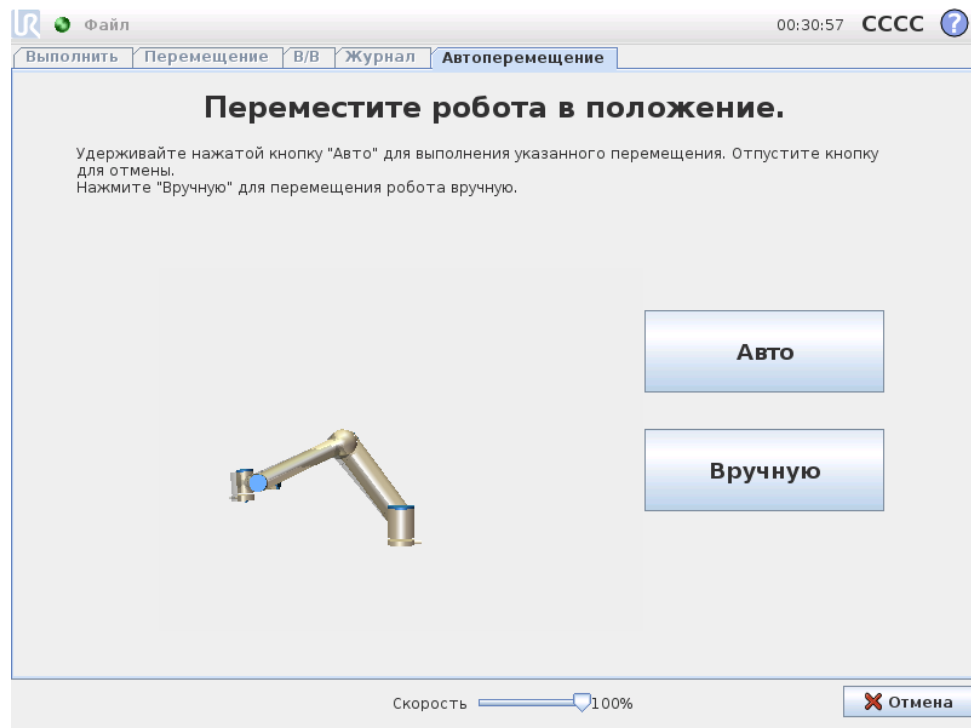 UR Файл 00:30:57 CCCC ?
Выполнить Перемещение В/В Журнал Автоперемещение
Переместите робота в положение.
Удерживайте нажатой кнопку "Авто" для выполнения указанного перемещения. Отпустите кнопку
для отмены.
Нажмите "Вручную" для перемещения робота вручную.
Авто
Вручную
Скорость 100% Отмена